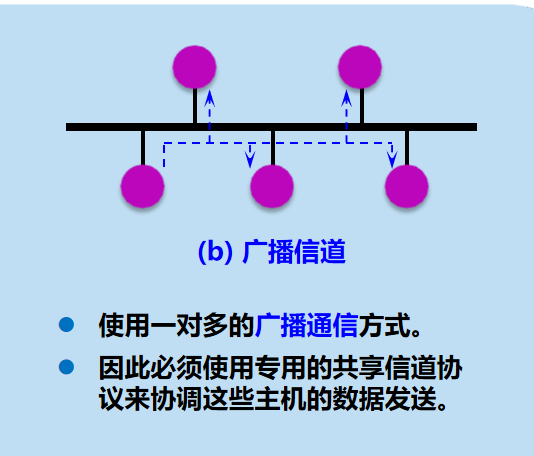 (b) 广播信道
使用一对多的广播通信方式。
因此必须使用专用的共享信道协
议来协调这些主机的数据发送。